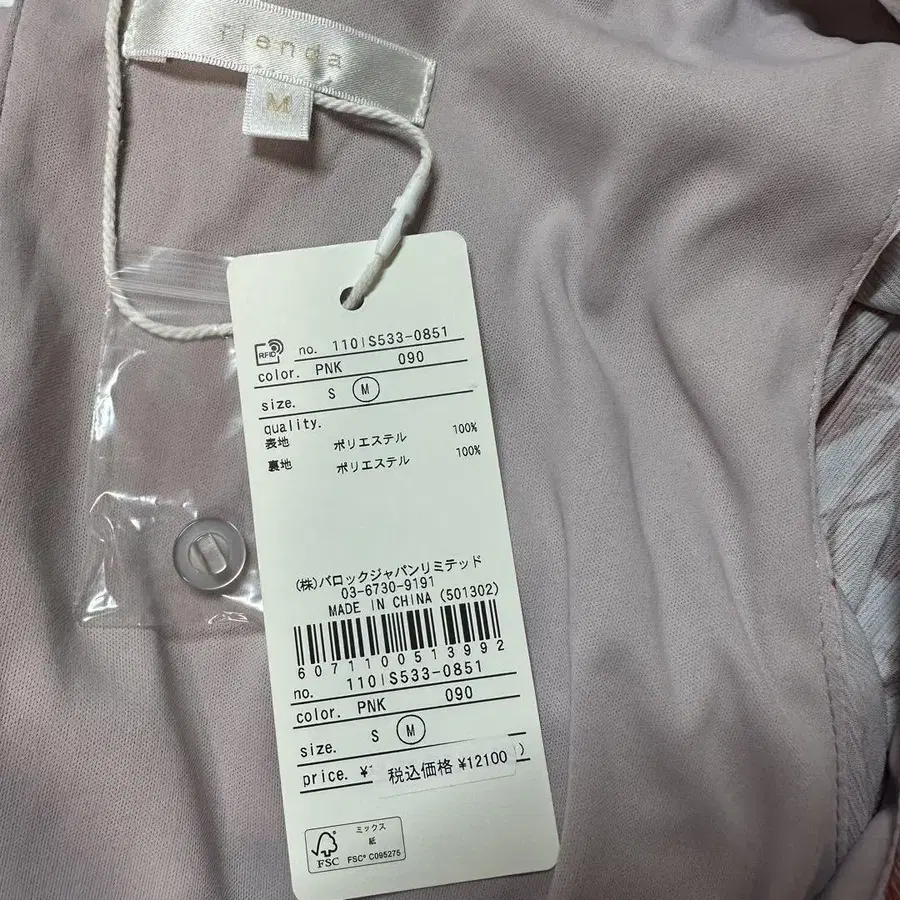 rienda
M
RFID
no. 110IS533-0851
color. PNK 090
size. S M
quality.
表地 ポリエステル 100%
裏地 ポリエステル 100%
(株)バロックジャパンリミテッド
03-6730-9191
MADE IN CHINA (501302)
6071100513992
no. 110IS533-0851
color. PNK 090
size. S M
price. ¥ 税込価格 ¥12100 )
ミックス
紙
FSC
FSC® C095275